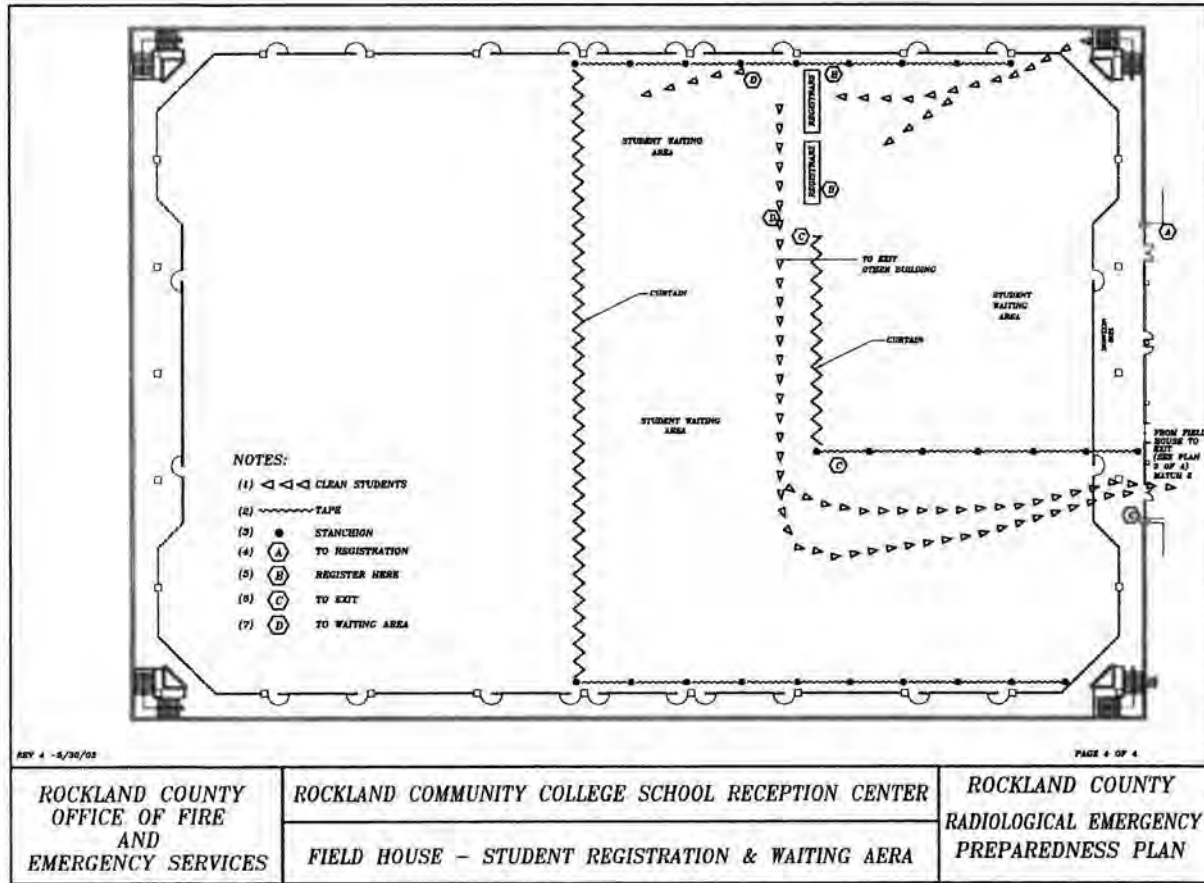 D
B
REGISTRARS
STUDENT WAITING
AREA
REGISTRARS
B
D
C
A
TO EXIT
OTHER BUILDING
CURTAIN
STUDENT
WAITING
AREA
CURTAIN
STUDENT WAITING
AREA
C
FROM FIELD
HOUSE TO
EXIT
(SEE PLAN
OF 4)
MATCH
C
NOTES:
(1) CLEAN STUDENTS
(2) TAPE
(3) STANCHION
(4) A TO REGISTRATION
(5) B REGISTER HERE
(6) C TO EXIT
(7) D TO WAITING AREA
REV 4 -5/30/03
PAGE 4 OF 4
ROCKLAND COUNTY
OFFICE OF FIRE
AND
EMERGENCY SERVICES
ROCKLAND COMMUNITY COLLEGE SCHOOL RECEPTION CENTER
FIELD HOUSE - STUDENT REGISTRATION & WAITING AERA
ROCKLAND COUNTY
RADIOLOGICAL EMERGENCY
PREPAREDNESS PLAN